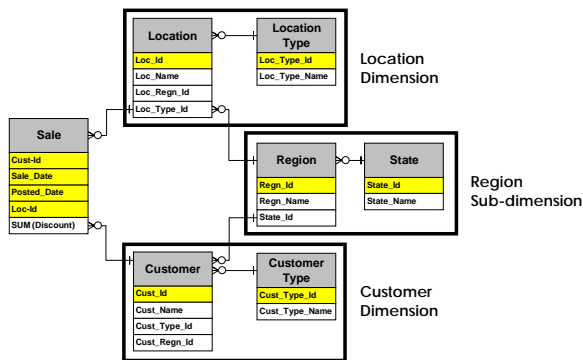 Location
Loc_Id
Loc_Name
Loc_Regn_Id
Loc_Type_Id
Location
Type
Loc_Type_Id
Loc_Type_Name
Location
Dimension
Sale
Cust-Id
Sale_Date
Posted_Date
Loc-Id
SUM (Discount)
Region
Regn_Id
Regn_Name
State_Id
State
State_Id
State_Name
Region
Sub-dimension
Customer
Cust_Id
Cust_Name
Cust_Type_Id
Cust_Regn_Id
Customer
Type
Cust_Type_Id
Cust_Type_Name
Customer
Dimension